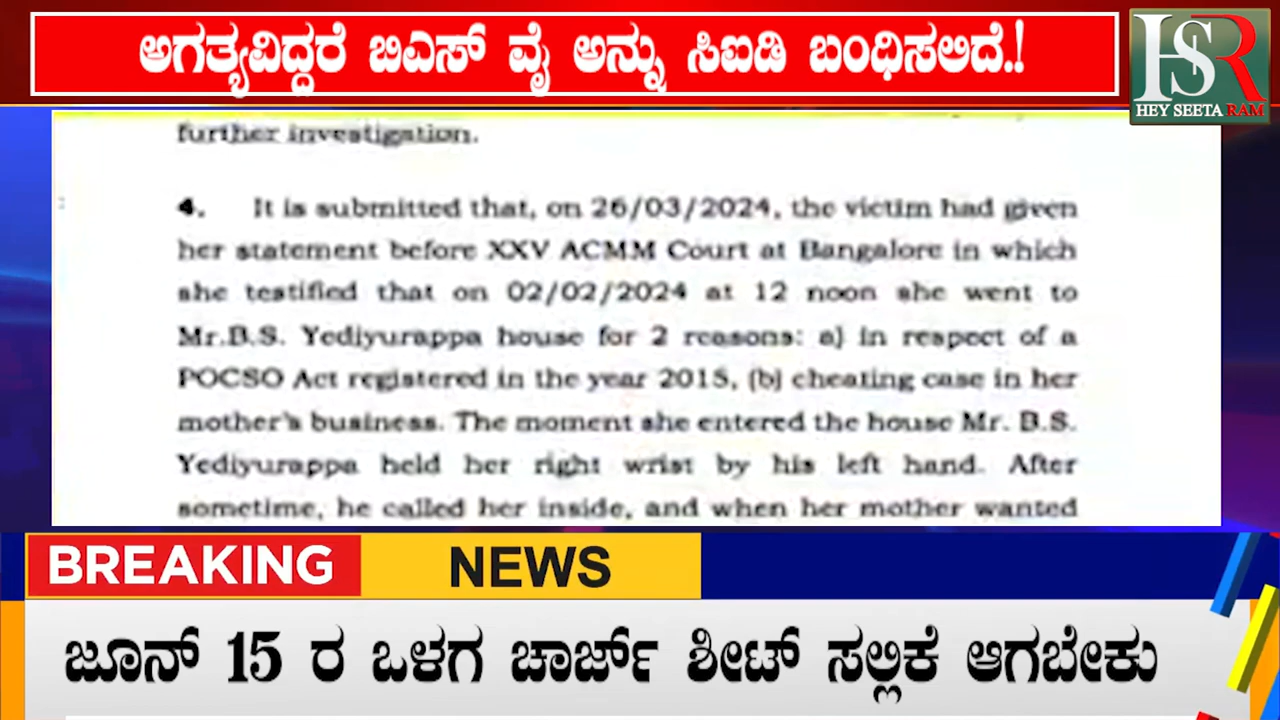 ಅಗತ್ಯವಿದ್ದರೆ ಬಿಎಸ್ ವೈ ಅನ್ನು ಸಿಐಡಿ ಬಂಧಿಸಲಿದೆ.!
HSR
HEY SEETA RAM
further investigation.
4. It is submitted that, on 26/03/2024, the victim had given
her statement before XXV ACMM Court at Bangalore in which
she testified that on 02/02/2024 at 12 noon she went to
Mr.B.S. Yediyurappa house for 2 reasons: a) in respect of a
POCSO Act registered in the year 2015, (b) cheating case in her
mother's business. The moment she entered the house Mr. B.S.
Yediyurappa held her right wrist by his left hand. After
sometime, he called her inside, and when her mother wanted
BREAKING NEWS
ಜೂನ್ 15 ರ ಒಳಗ ಚಾರ್ಜ್ ಶೀಟ್ ಸಲ್ಲಿಕೆ ಆಗಬೇಕು